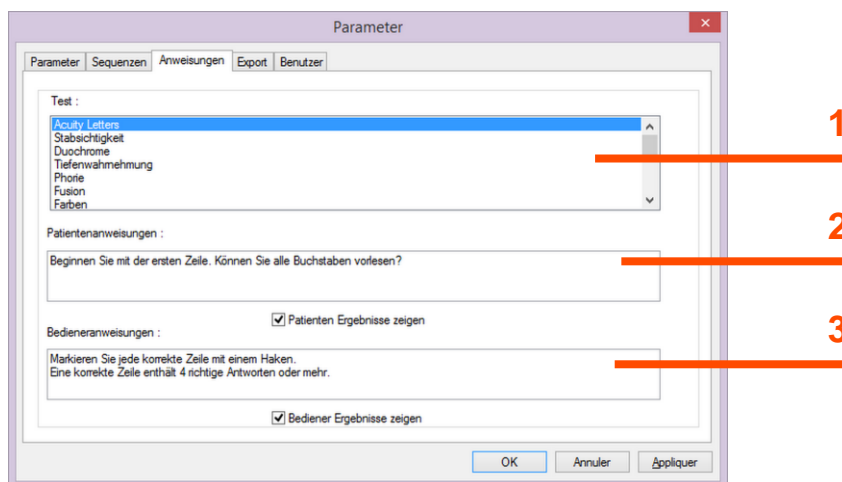 Parameter
Parameter Sequenzen Anweisungen Export Benutzer
Test :
Acuity Letters
Stabsichtigkeit
Duochrome
Tiefenwahrnehmung
Phorie
Fusion
Farben
1
Patientenanweisungen :
2
Beginnen Sie mit der ersten Zeile. Können Sie alle Buchstaben vorlesen?
Patienten Ergebnisse zeigen
Bedieneranweisungen :
3
Markieren Sie jede korrekte Zeile mit einem Haken.
Eine korrekte Zeile enthält 4 richtige Antworten oder mehr.
Bediener Ergebnisse zeigen
OK Annuler Appliquer